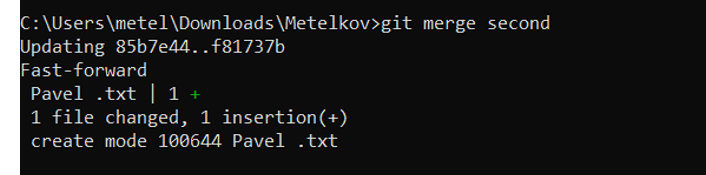 C:\Users\metel\Downloads\Metelkov>git merge second
Updating 85b7e44..f81737b
Fast-forward
 Pavel .txt | 1 +
 1 file changed, 1 insertion(+)
 create mode 100644 Pavel .txt